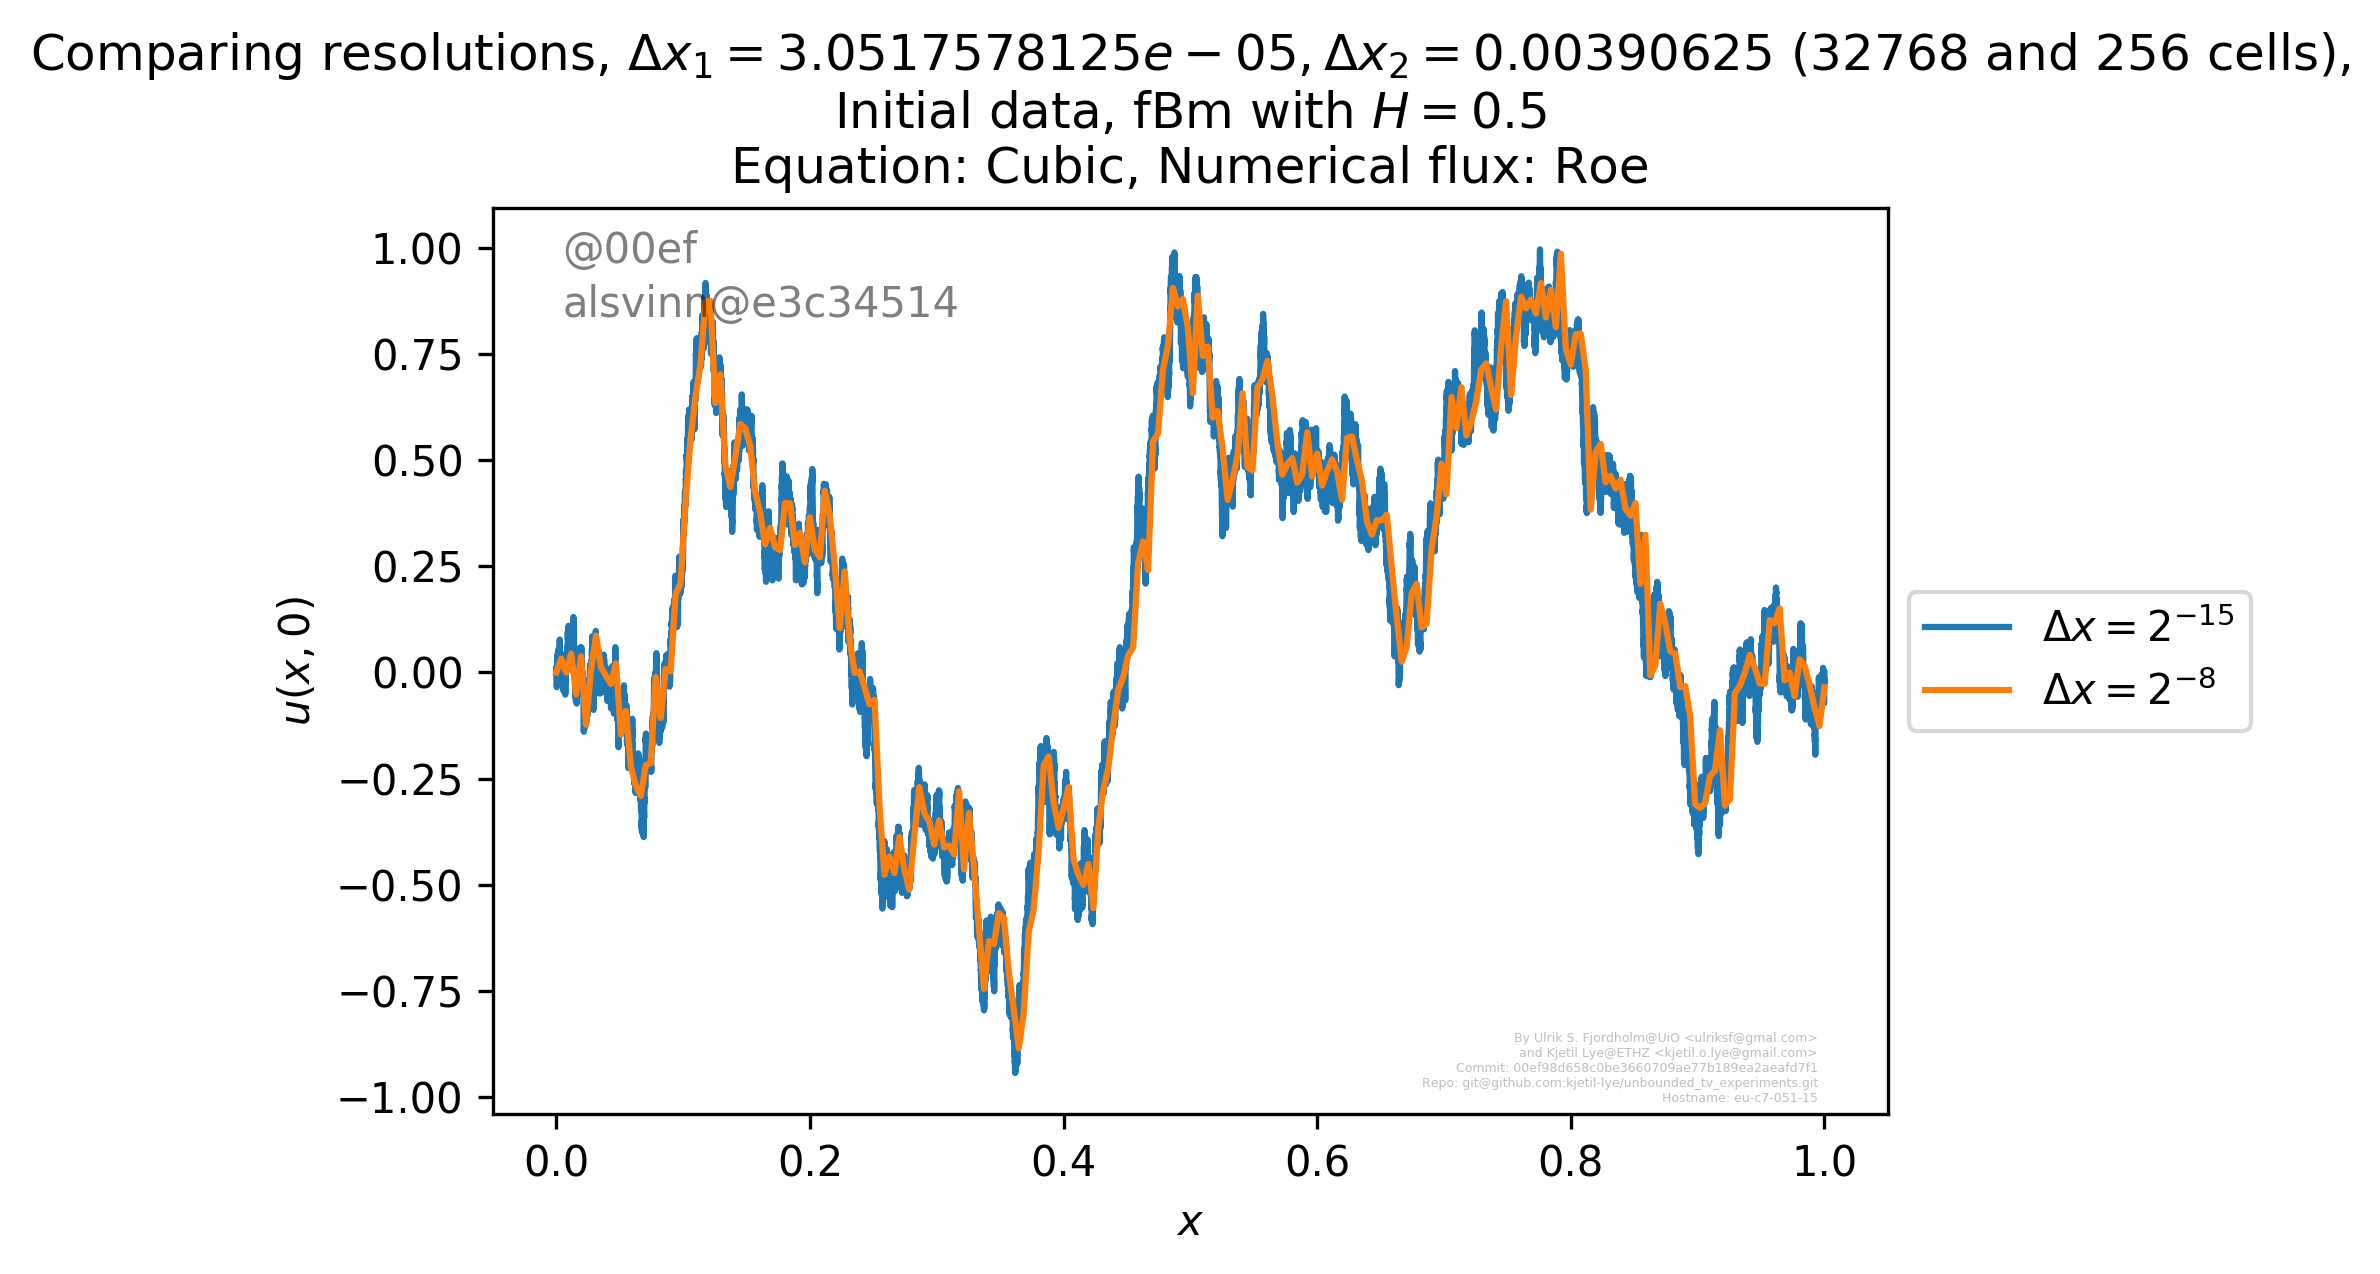 Comparing resolutions, Δx₁ = 3.0517578125e − 05, Δx₂ = 0.00390625 (32768 and 256 cells),
Initial data, fBm with H = 0.5
Equation: Cubic, Numerical flux: Roe
@00ef
alsvinn@e3c34514
1.00
0.75
0.50
0.25
0.00
−0.25
−0.50
−0.75
−1.00
u(x, 0)
Δx = 2⁻¹⁵
Δx = 2⁻⁸
By Ulrik S. Fjordholm@UiO <ulriksf@gmal.com>
and Kjetil Lye@ETHZ <kjetil.o.lye@gmail.com>
Commit: 00ef98d658c0be3660709ae77b189ea2aeafd7f1
Repo: git@github.com:kjetil-lye/unbounded_tv_experiments.git
Hostname: eu-c7-051-15
0.0 0.2 0.4 0.6 0.8 1.0
x